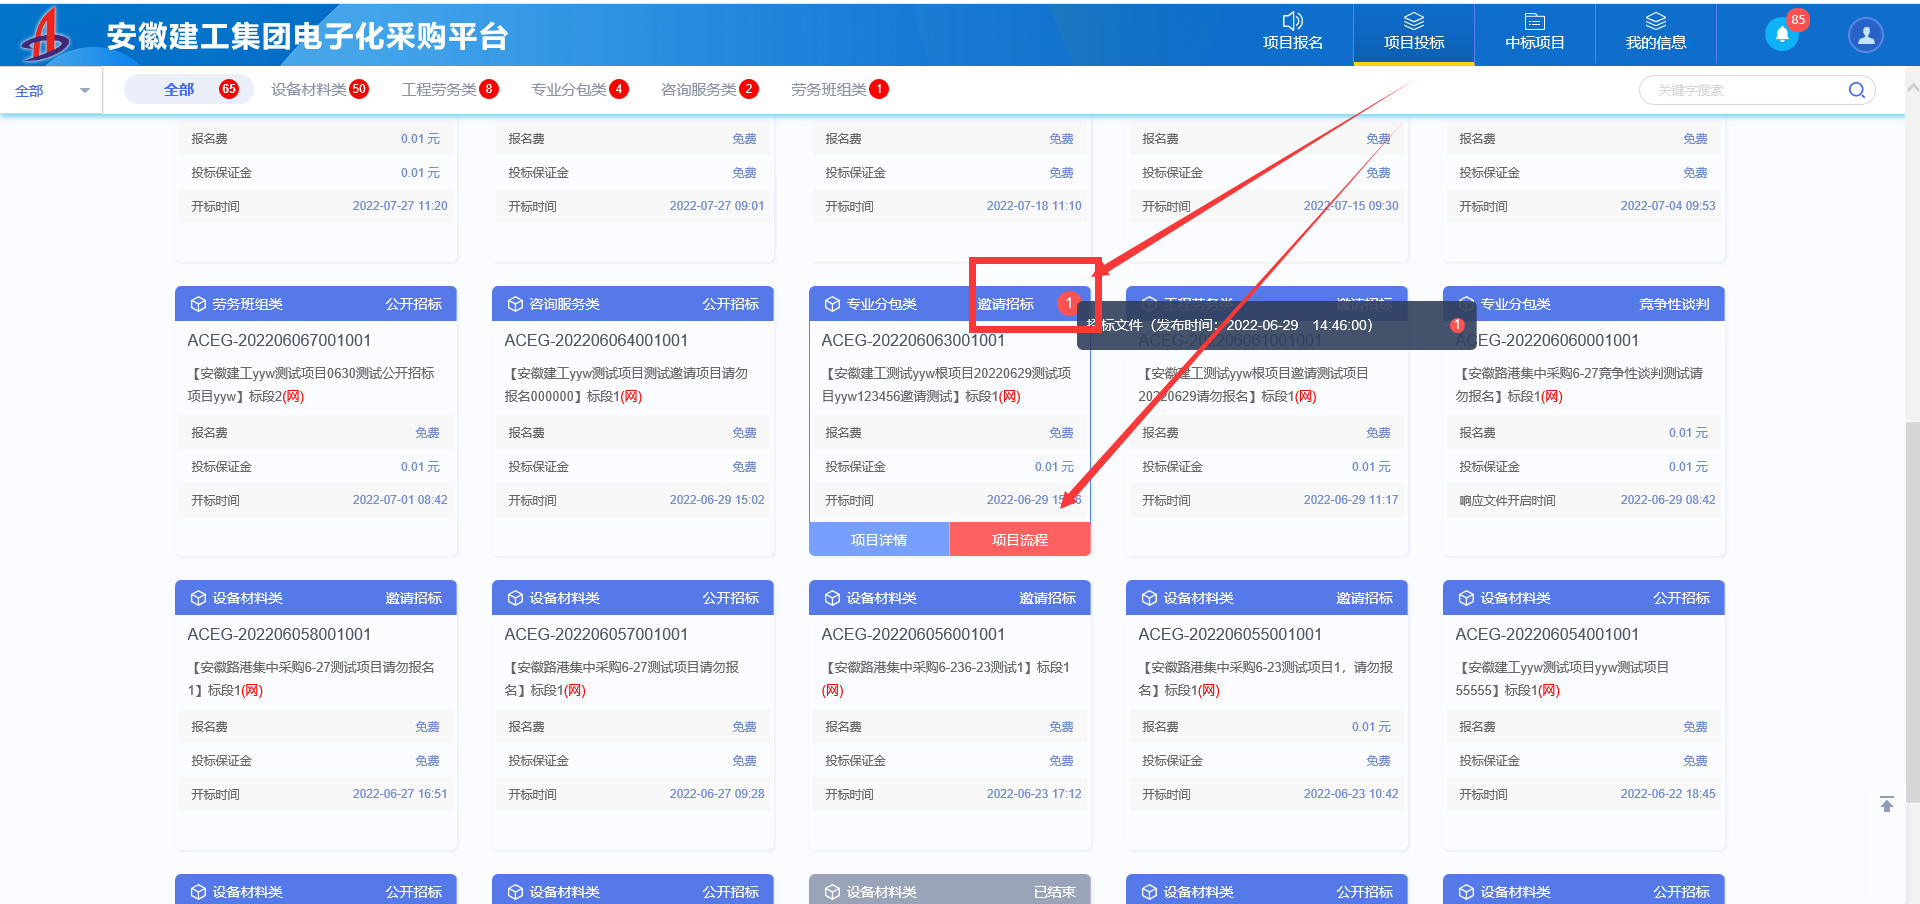 安徽建工集团电子化采购平台
项目报名
项目投标
中标项目
我的信息
85
全部
全部 65
设备材料类 50
工程劳务类 8
专业分包类 4
咨询服务类 2
劳务班组类 1
关键字搜索
报名费 0.01 元
投标保证金 0.01 元
开标时间 2022-07-27 11:20
报名费 免费
投标保证金 免费
开标时间 2022-07-27 09:01
报名费 免费
投标保证金 免费
开标时间 2022-07-18 11:10
报名费 免费
投标保证金 免费
开标时间 2022-07-15 09:30
报名费 免费
投标保证金 免费
开标时间 2022-07-04 09:53
劳务班组类 公开招标
ACEG-202206067001001
【安徽建工yyw测试项目0630测试公开招标
项目yyw】标段2(网)
报名费 免费
投标保证金 0.01 元
开标时间 2022-07-01 08:42
咨询服务类 公开招标
ACEG-202206064001001
【安徽建工yyw测试项目测试邀请项目请勿
报名000000】标段1(网)
报名费 免费
投标保证金 免费
开标时间 2022-06-29 15:02
专业分包类 邀请招标 1
ACEG-202206063001001
【安徽建工测试yyw根项目20220629测试项
目yyw123456邀请测试】标段1(网)
报名费 免费
投标保证金 0.01 元
开标时间 2022-06-29
项目详情 项目流程
招标文件（发布时间：2022-06-29 14:46:00） 1
工程劳务类 邀请招标
ACEG-202206061001001
【安徽建工测试yyw根项目邀请测试项目
20220629请勿报名】标段1(网)
报名费 免费
投标保证金 0.01 元
开标时间 2022-06-29 11:17
专业分包类 竞争性谈判
ACEG-202206060001001
【安徽路港集中采购6-27竞争性谈判测试请
勿报名】标段1(网)
报名费 0.01 元
投标保证金 0.01 元
响应文件开启时间 2022-06-29 08:42
设备材料类 邀请招标
ACEG-202206058001001
【安徽路港集中采购6-27测试项目请勿报名
1】标段1(网)
报名费 免费
投标保证金 免费
开标时间 2022-06-27 16:51
设备材料类 公开招标
ACEG-202206057001001
【安徽路港集中采购6-27测试项目请勿报
名】标段1(网)
报名费 免费
投标保证金 免费
开标时间 2022-06-27 09:28
设备材料类 邀请招标
ACEG-202206056001001
【安徽路港集中采购6-236-23测试1】标段1
(网)
报名费 免费
投标保证金 免费
开标时间 2022-06-23 17:12
设备材料类 邀请招标
ACEG-202206055001001
【安徽路港集中采购6-23测试项目1，请勿报
名】标段1(网)
报名费 0.01 元
投标保证金 免费
开标时间 2022-06-23 10:42
设备材料类 公开招标
ACEG-202206054001001
【安徽建工yyw测试项目yyw测试项目
55555】标段1(网)
报名费 免费
投标保证金 免费
开标时间 2022-06-22 18:45
设备材料类 公开招标
设备材料类 公开招标
设备材料类 已结束
设备材料类 公开招标
设备材料类 公开招标